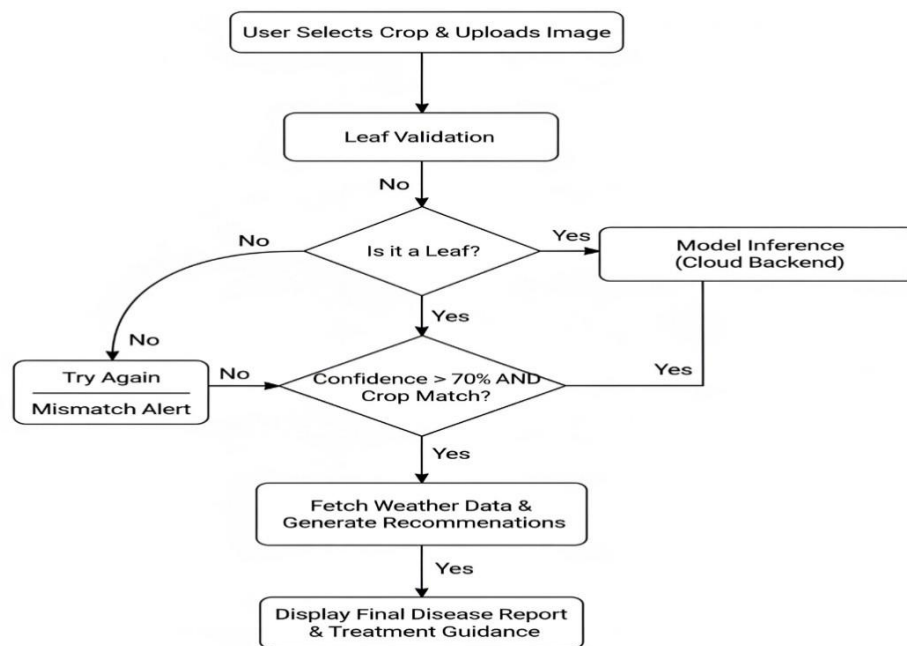 User Selects Crop & Uploads Image
Leaf Validation
No
No
Is it a Leaf?
Yes
Model Inference
(Cloud Backend)
Yes
No
Try Again
Mismatch Alert
No
Confidence > 70% AND
Crop Match?
Yes
Yes
Fetch Weather Data &
Generate Recommenations
Yes
Display Final Disease Report
& Treatment Guidance